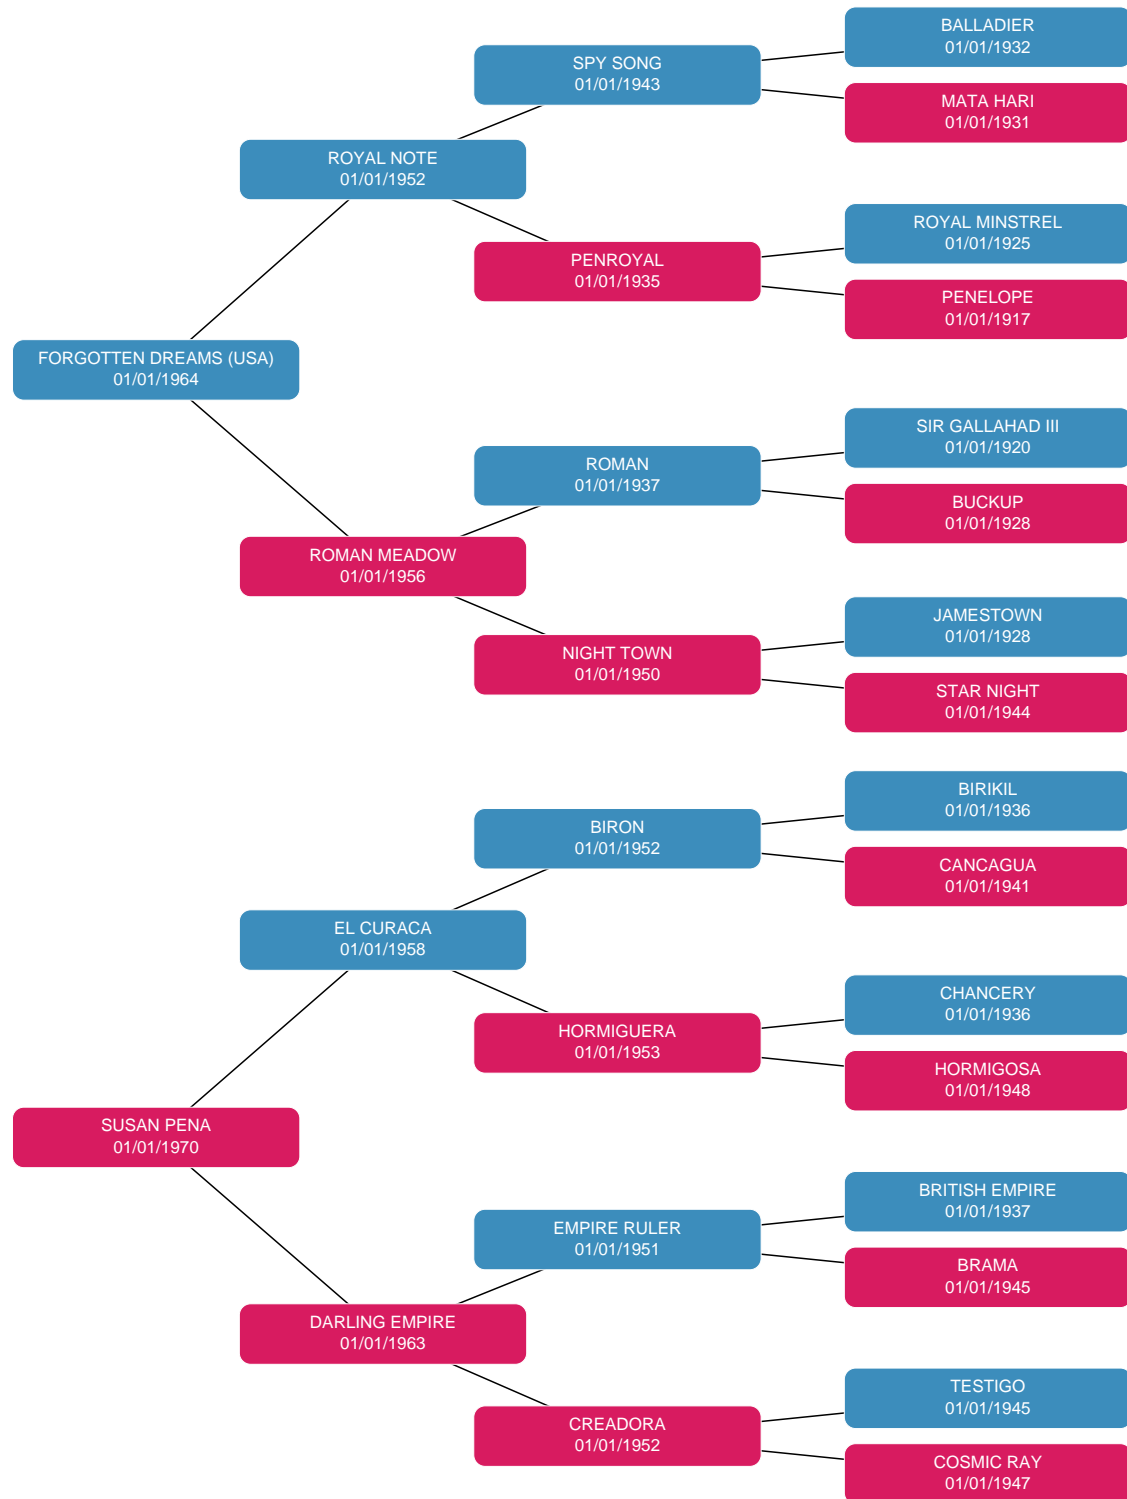 BALLADIER
01/01/1932
SPY SONG
01/01/1943
MATA HARI
01/01/1931
ROYAL NOTE
01/01/1952
ROYAL MINSTREL
01/01/1925
PENROYAL
01/01/1935
PENELOPE
01/01/1917
FORGOTTEN DREAMS (USA)
01/01/1964
SIR GALLAHAD III
01/01/1920
ROMAN
01/01/1937
BUCKUP
01/01/1928
ROMAN MEADOW
01/01/1956
JAMESTOWN
01/01/1928
NIGHT TOWN
01/01/1950
STAR NIGHT
01/01/1944
BIRIKIL
01/01/1936
BIRON
01/01/1952
CANCAGUA
01/01/1941
EL CURACA
01/01/1958
CHANCERY
01/01/1936
HORMIGUERA
01/01/1953
HORMIGOSA
01/01/1948
SUSAN PENA
01/01/1970
BRITISH EMPIRE
01/01/1937
EMPIRE RULER
01/01/1951
BRAMA
01/01/1945
DARLING EMPIRE
01/01/1963
TESTIGO
01/01/1945
CREADORA
01/01/1952
COSMIC RAY
01/01/1947